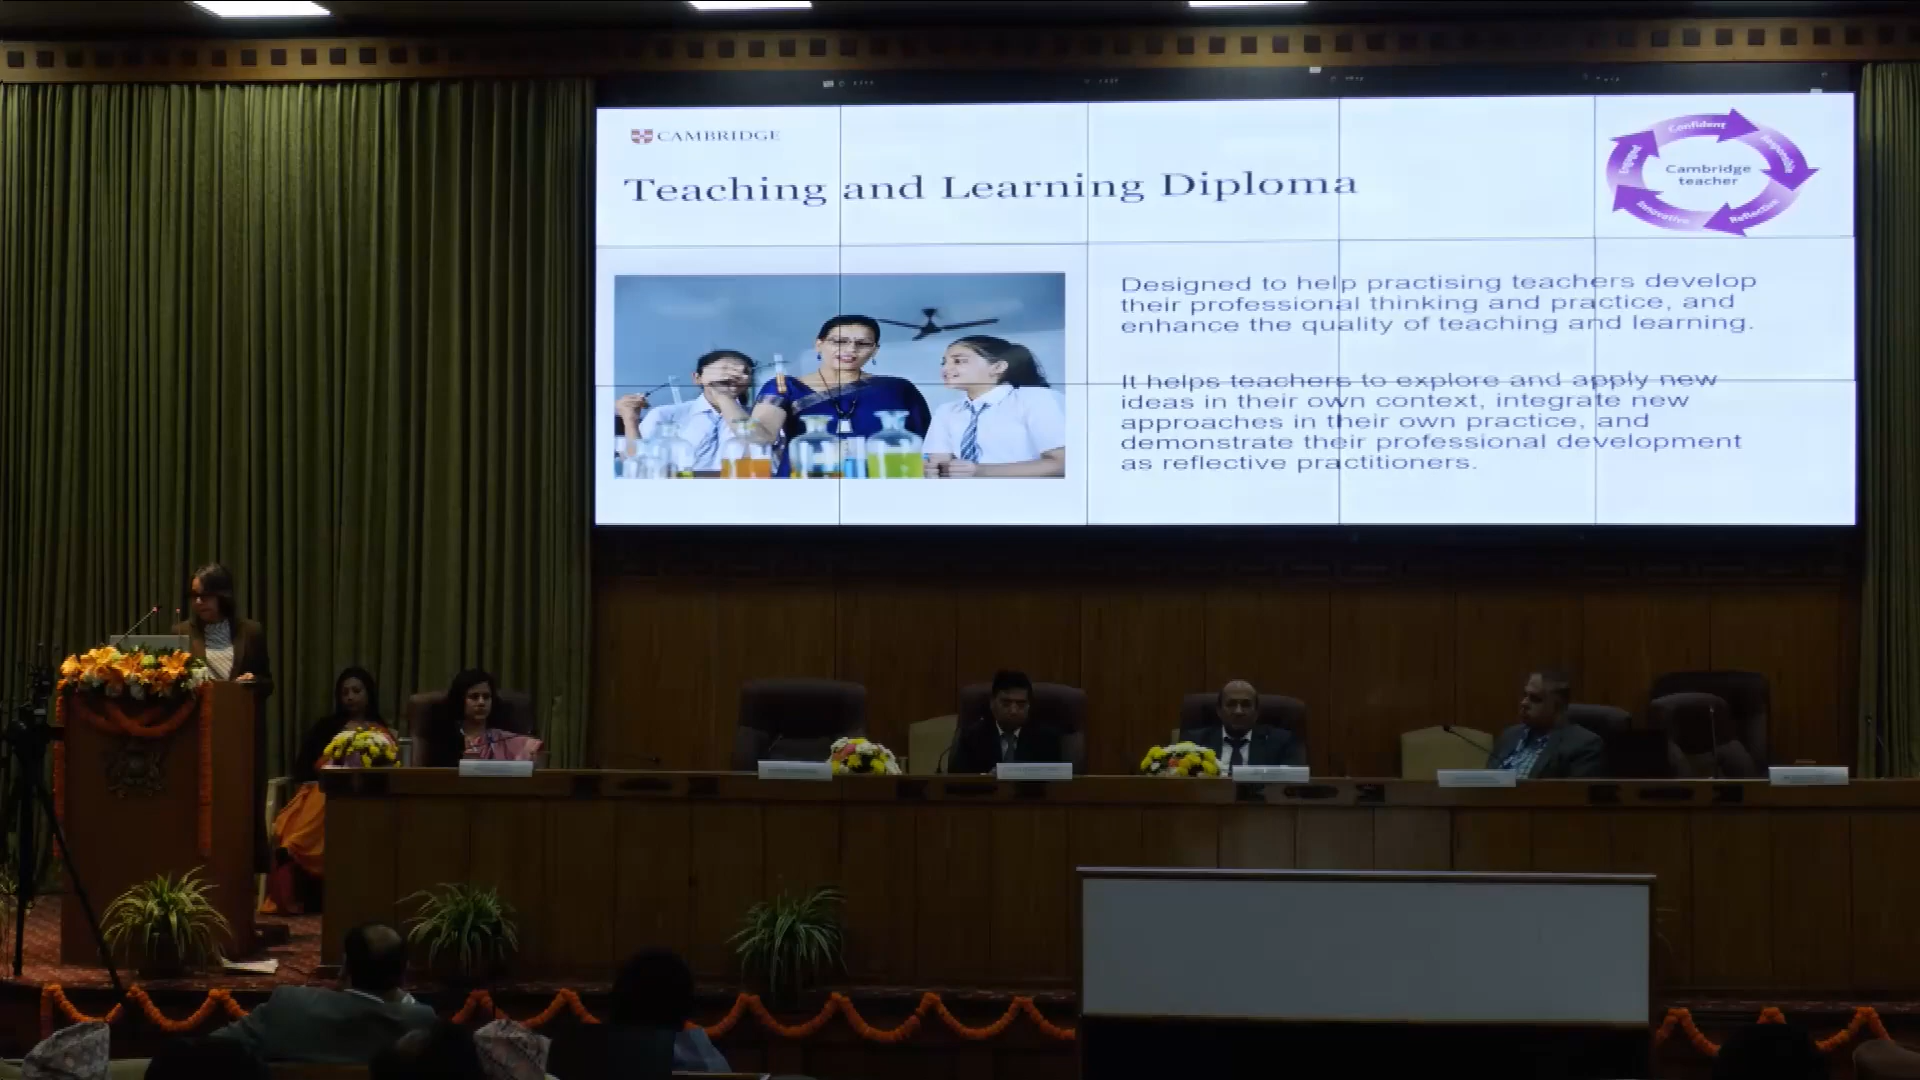 CAMBRIDGE
Teaching and Learning Diploma
Confident
Responsible
Reflective
Innovative
Engaged
Cambridge
teacher
Designed to help practising teachers develop
their professional thinking and practice, and
enhance the quality of teaching and learning.
It helps teachers to explore and apply new
ideas in their own context, integrate new
approaches in their own practice, and
demonstrate their professional development
as reflective practitioners.